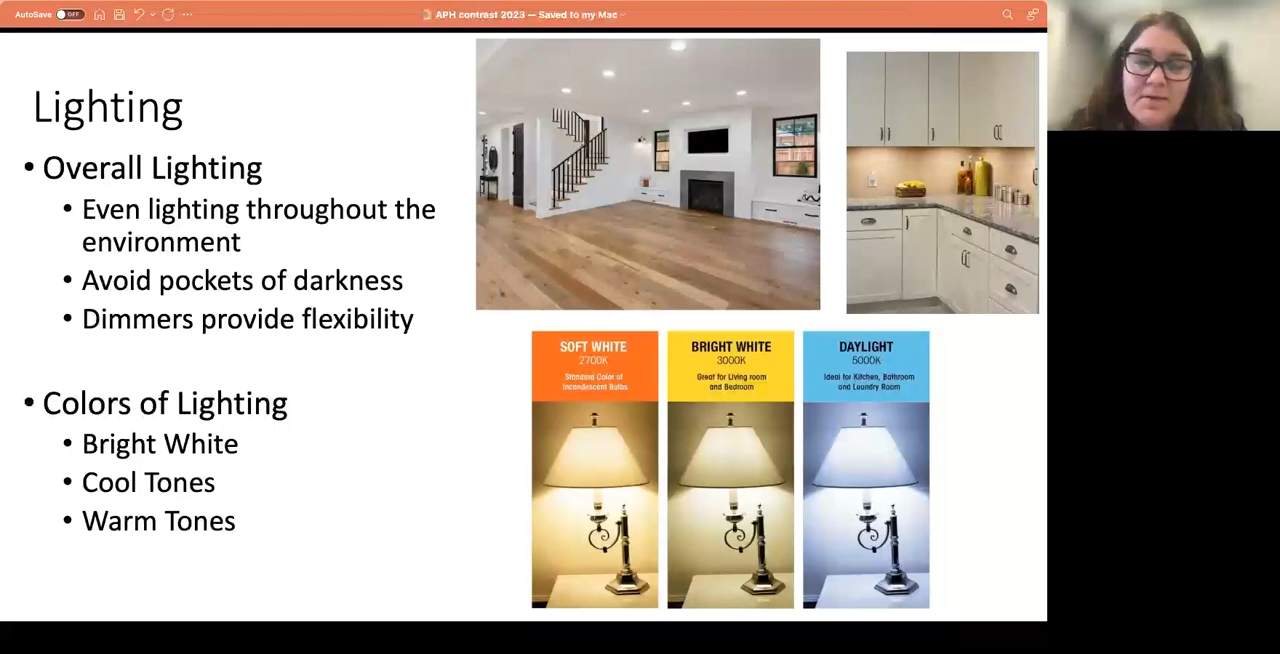 AutoSave OFF
APH contrast 2023 — Saved to my Mac
Lighting
• Overall Lighting
• Even lighting throughout the
environment
• Avoid pockets of darkness
• Dimmers provide flexibility
• Colors of Lighting
• Bright White
• Cool Tones
• Warm Tones
SOFT WHITE
2700K
Standard Color of
Incandescent Bulbs
BRIGHT WHITE
3000K
Great for Living room
and Bedroom
DAYLIGHT
5000K
Ideal for Kitchen, Bathroom
and Laundry Room